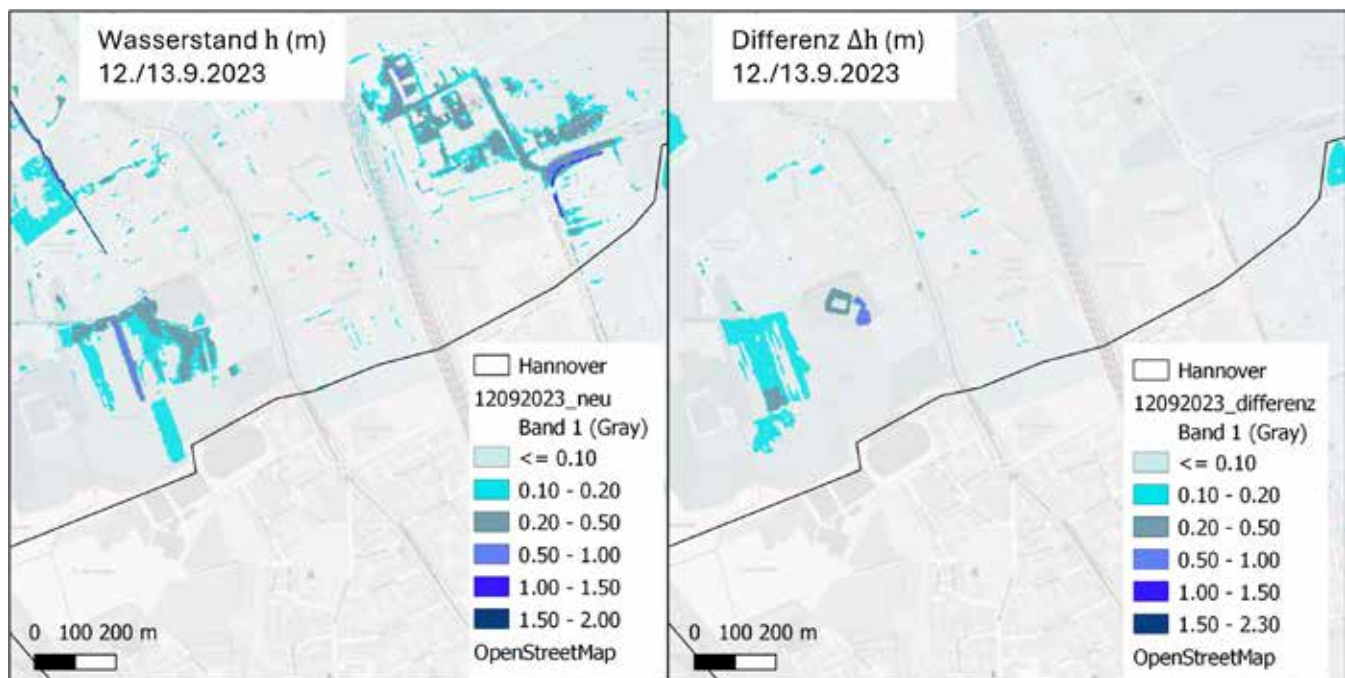 Wasserstand h (m)
12./13.9.2023
Hannover
12092023_neu
Band 1 (Gray)
<= 0.10
0.10 - 0.20
0.20 - 0.50
0.50 - 1.00
1.00 - 1.50
1.50 - 2.00
OpenStreetMap
0 100 200 m
Differenz Δh (m)
12./13.9.2023
Hannover
12092023_differenz
Band 1 (Gray)
<= 0.10
0.10 - 0.20
0.20 - 0.50
0.50 - 1.00
1.00 - 1.50
1.50 - 2.30
OpenStreetMap
0 100 200 m